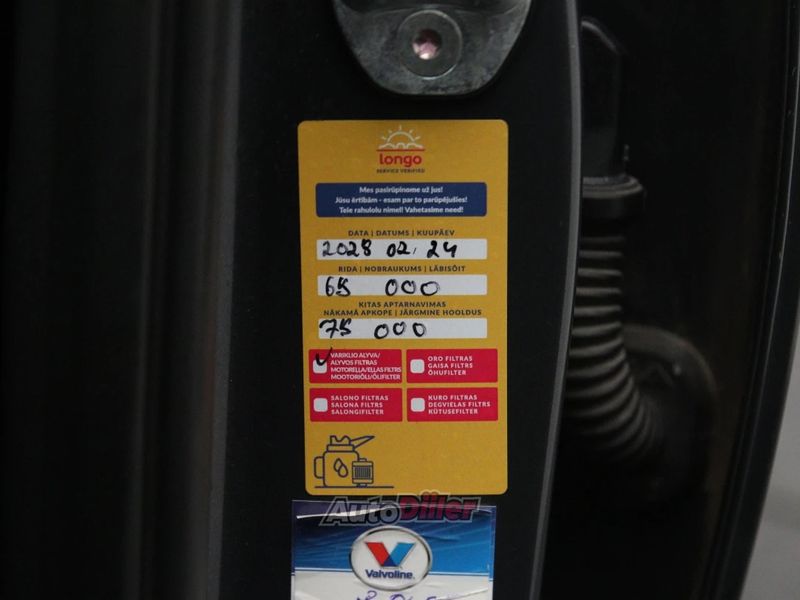 longo
SERVICE VERIFIED
Mes pasirūpinome už jus!
Jūsu ērtībām - esam par to parūpējušies!
Teie rahulolu nimel! Vahetasime need!
DATA | DATUMS | KUUPÄEV
2028 02. 24
RIDA | NOBRAUKUMS | LÄBISÕIT
65 000
KITAS APTARNAVIMAS
NĀKAMĀ APKOPE | JÄRGMINE HOOLDUS
75 000
VARIKLIO ALYVA/
ALYVOS FILTRAS
MOTORELLA/ELLAS FILTRS
MOOTORIÕLI/ÕLIFILTER
ORO FILTRAS
GAISA FILTRS
ÕHUFILTER
SALONO FILTRAS
SALONA FILTRS
SALONGIFILTER
KURO FILTRAS
DEGVIELAS FILTRS
KÜTUSEFILTER
AutoDiller
Valvoline